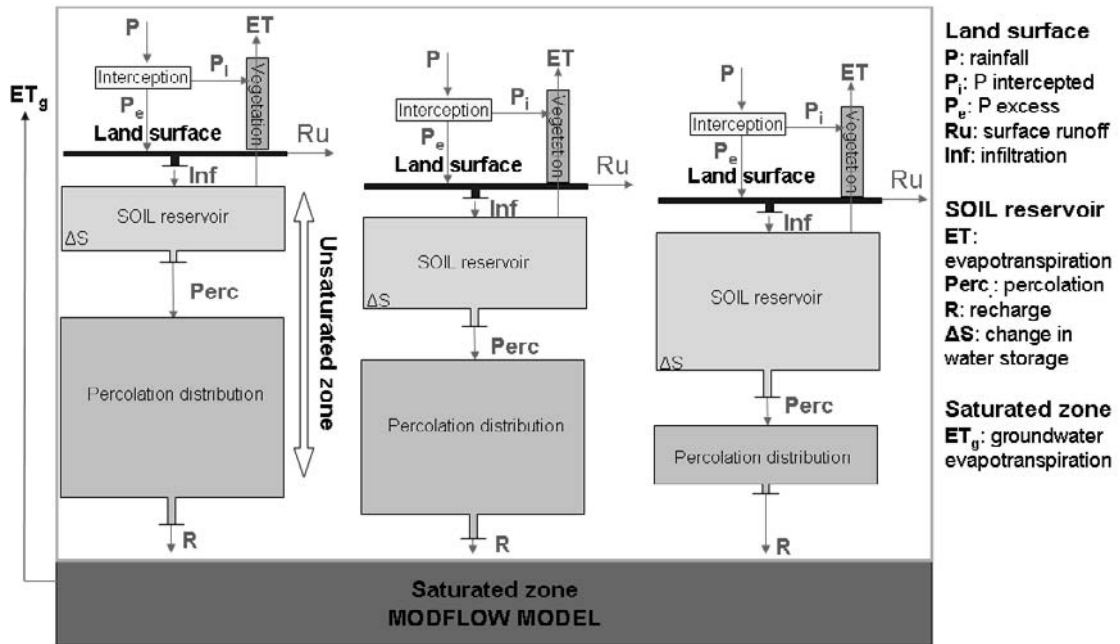 P
ET
Interception
Pi
Vegetation
Pe
Land surface
Ru
Inf
SOIL reservoir
ΔS
Perc
Percolation distribution
R
Unsaturated zone
P
ET
Interception
Pi
Vegetstion
Pe
Land surface
Ru
Inf
SOIL reservoir
ΔS
Perc
Percolation distribution
R
P
ET
Interception
Pi
Vegetation
Pe
Land surface
Ru
Inf
SOIL reservoir
ΔS
Perc
Percolation distribution
R
ETg
Saturated zone
MODFLOW MODEL
Land surface
P: rainfall
Pi: P intercepted
Pe: P excess
Ru: surface runoff
Inf: infiltration
SOIL reservoir
ET:
evapotranspiration
Perc: percolation
R: recharge
ΔS: change in
water storage
Saturated zone
ETg: groundwater
evapotranspiration